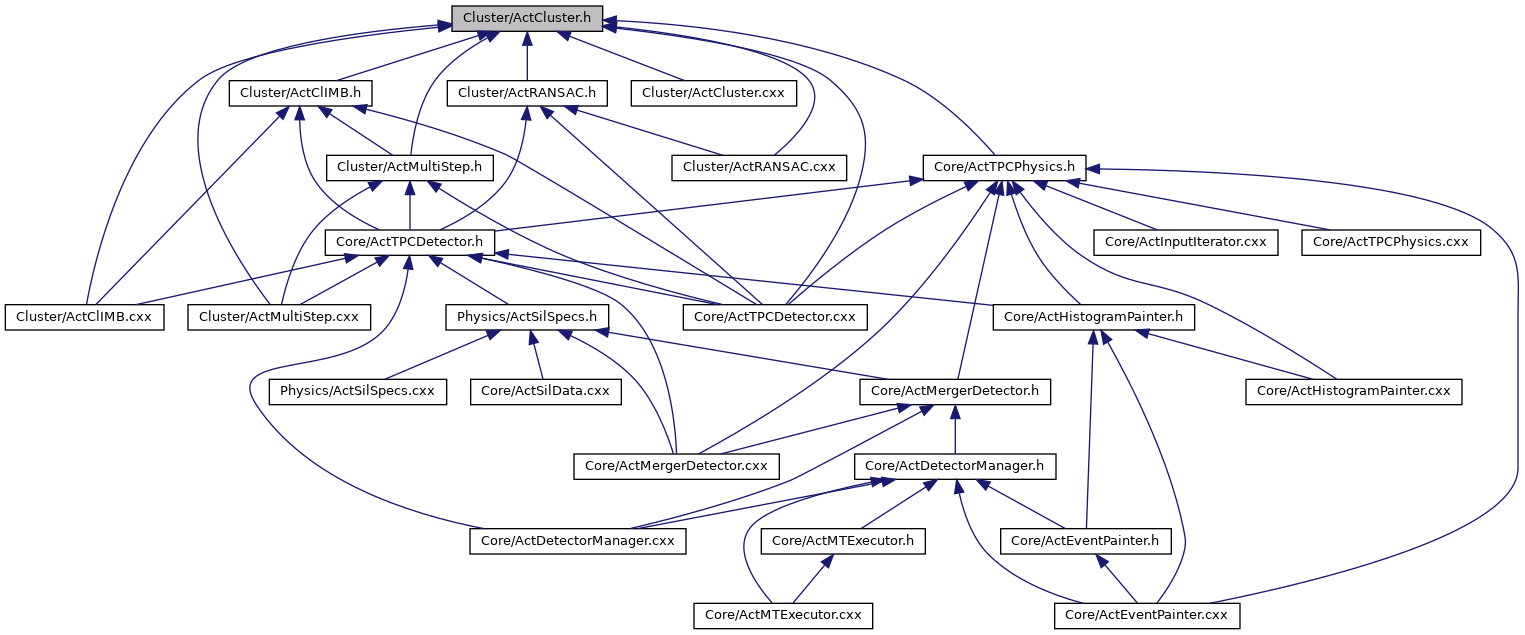 Cluster/ActCluster.h
Cluster/ActClIMB.h
Cluster/ActRANSAC.h
Cluster/ActCluster.cxx
Cluster/ActMultiStep.h
Cluster/ActRANSAC.cxx
Core/ActTPCPhysics.h
Core/ActTPCDetector.h
Core/ActInputIterator.cxx
Core/ActTPCPhysics.cxx
Cluster/ActClIMB.cxx
Cluster/ActMultiStep.cxx
Physics/ActSilSpecs.h
Core/ActTPCDetector.cxx
Core/ActHistogramPainter.h
Physics/ActSilSpecs.cxx
Core/ActSilData.cxx
Core/ActMergerDetector.h
Core/ActHistogramPainter.cxx
Core/ActMergerDetector.cxx
Core/ActDetectorManager.h
Core/ActDetectorManager.cxx
Core/ActMTExecutor.h
Core/ActEventPainter.h
Core/ActMTExecutor.cxx
Core/ActEventPainter.cxx